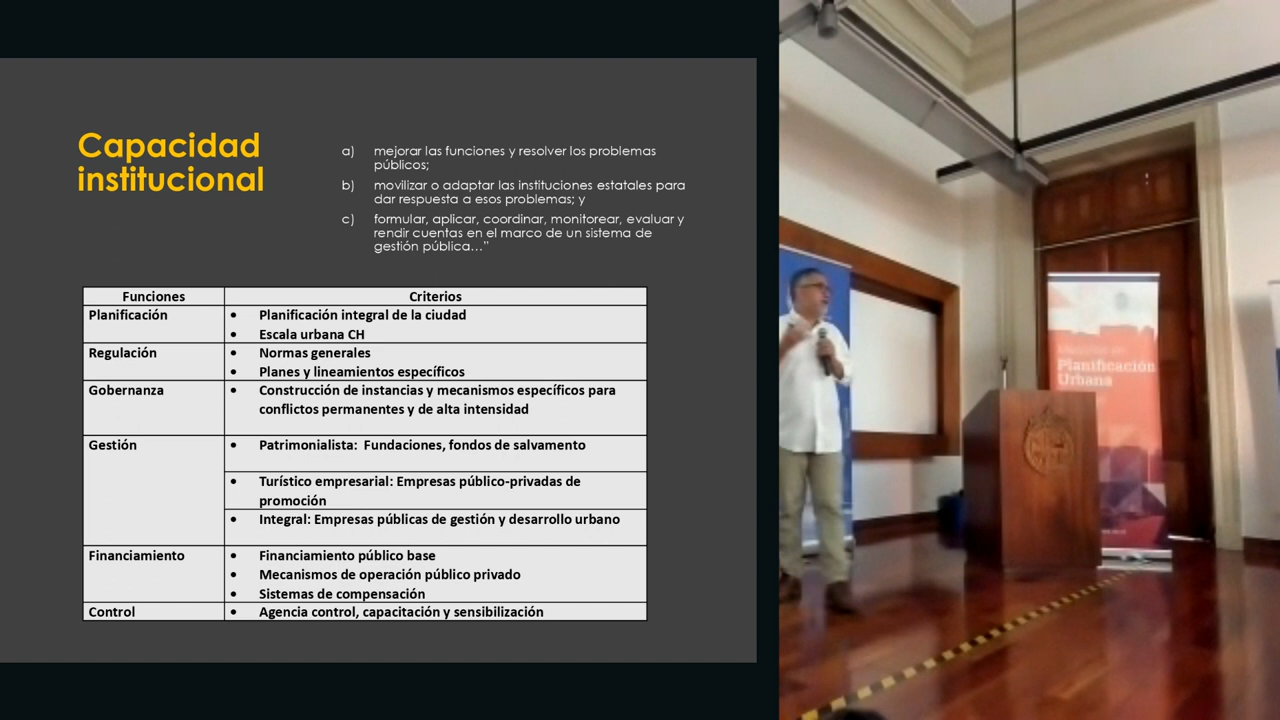 Capacidad
institucional
a) mejorar las funciones y resolver los problemas
públicos;
b) movilizar o adaptar las instituciones estatales para
dar respuesta a esos problemas; y
c) formular, aplicar, coordinar, monitorear, evaluar y
rendir cuentas en el marco de un sistema de
gestión pública…"
Funciones Criterios
Planificación • Planificación integral de la ciudad
• Escala urbana CH
Regulación • Normas generales
• Planes y lineamientos específicos
Gobernanza • Construcción de instancias y mecanismos específicos para
conflictos permanentes y de alta intensidad
Gestión • Patrimonialista: Fundaciones, fondos de salvamento
• Turístico empresarial: Empresas público-privadas de
promoción
• Integral: Empresas públicas de gestión y desarrollo urbano
Financiamiento • Financiamiento público base
• Mecanismos de operación público privado
• Sistemas de compensación
Control • Agencia control, capacitación y sensibilización
Planificación
Urbana